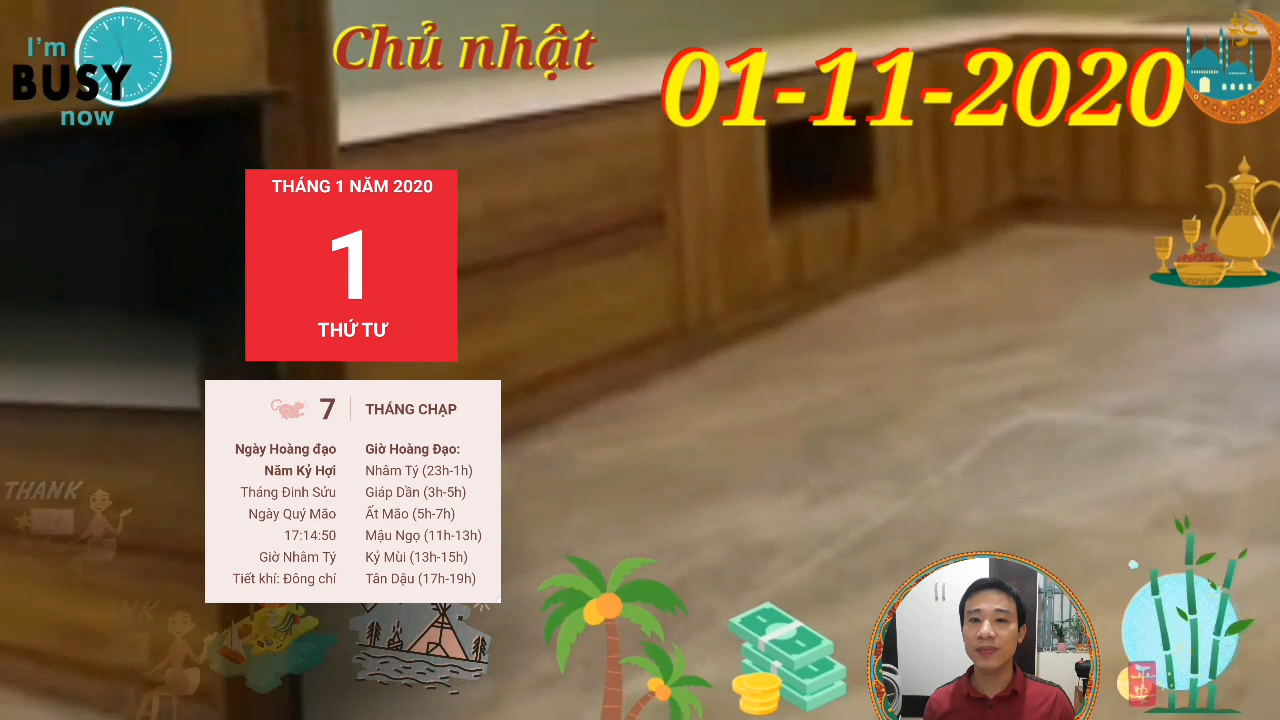 I'm
BUSY
now
Chủ nhật
01-11-2020
THÁNG 1 NĂM 2020
1
THỨ TƯ
7
THÁNG CHẠP
Ngày Hoàng đạo
Năm Kỷ Hợi
Tháng Đinh Sửu
Ngày Quý Mão
17:14:50
Giờ Nhâm Tý
Tiết khí: Đông chí
Giờ Hoàng Đạo:
Nhâm Tý (23h-1h)
Giáp Dần (3h-5h)
Ất Mão (5h-7h)
Mậu Ngọ (11h-13h)
Kỷ Mùi (13h-15h)
Tân Dậu (17h-19h)
THANK